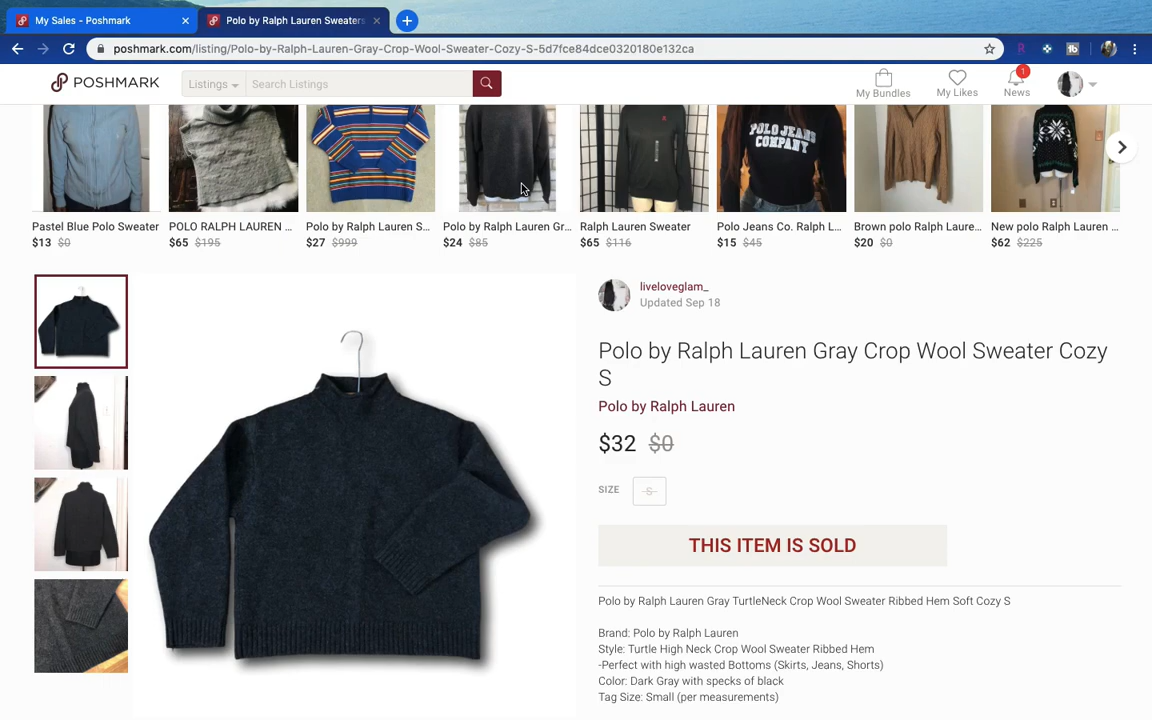 My Sales - Poshmark
Polo by Ralph Lauren Sweaters
poshmark.com/listing/Polo-by-Ralph-Lauren-Gray-Crop-Wool-Sweater-Cozy-S-5d7fce84dce0320180e132ca
POSHMARK
Listings
Search Listings
My Bundles
My Likes
1
News
POLO JEANS
COMPANY
Pastel Blue Polo Sweater
$13 $0
POLO RALPH LAUREN ...
$65 $195
Polo by Ralph Lauren S...
$27 $999
Polo by Ralph Lauren Gr...
$24 $85
Ralph Lauren Sweater
$65 $116
Polo Jeans Co. Ralph L...
$15 $45
Brown polo Ralph Laure...
$20 $0
New polo Ralph Lauren ...
$62 $225
liveloveglam_
Updated Sep 18
Polo by Ralph Lauren Gray Crop Wool Sweater Cozy
S
Polo by Ralph Lauren
$32 $0
SIZE
S
THIS ITEM IS SOLD
Polo by Ralph Lauren Gray TurtleNeck Crop Wool Sweater Ribbed Hem Soft Cozy S
Brand: Polo by Ralph Lauren
Style: Turtle High Neck Crop Wool Sweater Ribbed Hem
-Perfect with high wasted Bottoms (Skirts, Jeans, Shorts)
Color: Dark Gray with specks of black
Tag Size: Small (per measurements)